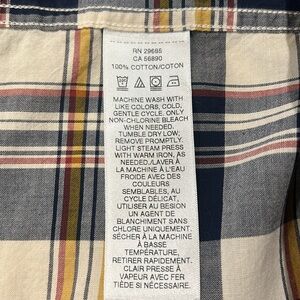 RN 29685
CA 56890
100% COTTON/COTON
MACHINE WASH WITH
LIKE COLORS, COLD,
GENTLE CYCLE. ONLY
NON-CHLORINE BLEACH
WHEN NEEDED.
TUMBLE DRY LOW;
REMOVE PROMPTLY.
LIGHT STEAM PRESS
WITH WARM IRON, AS
NEEDED./LAVER À
LA MACHINE À L'EAU
FROIDE AVEC DES
COULEURS
SEMBLABLES, AU
CYCLE DÉLICAT,
UTILISER AU BESION
UN AGENT DE
BLANCHIMENT SANS
CHLORE UNIQUEMENT.
SÉCHER À LA MACHINE
À BASSE
TEMPÉRATURE,
RETIRER RAPIDEMENT.
CLAIR PRESSE À
VAPEUR AVEC FER
TIÈDE SI NÉCESSAIRE.